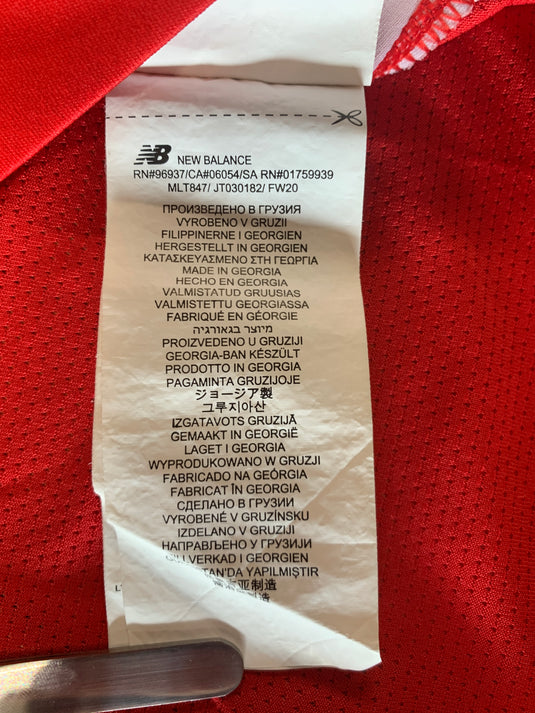 NB NEW BALANCE
RN#96937/CA#06054/SA RN#01759939
MLT847/ JT030182/ FW20
ПРОИЗВЕДЕНО В ГРУЗИЯ
VYROBENO V GRUZII
FILIPPINERNE I GEORGIEN
HERGESTELLT IN GEORGIEN
ΚΑΤΑΣΚΕΥΑΣΜΕΝΟ ΣΤΗ ΓΕΩΡΓΙΑ
MADE IN GEORGIA
HECHO EN GEORGIA
VALMISTATUD GRUUSIAS
VALMISTETTU GEORGIASSA
FABRIQUÉ EN GÉORGIE
מיוצר בגאורגיה
PROIZVEDENO U GRUZIJI
GEORGIA-BAN KÉSZÜLT
PRODOTTO IN GEORGIA
PAGAMINTA GRUZIJOJE
ジョージア製
그루지아산
IZGATAVOTS GRUZIJĀ
GEMAAKT IN GEORGIË
LAGET I GEORGIA
WYPRODUKOWANO W GRUZJI
FABRICADO NA GEÓRGIA
FABRICAT ÎN GEORGIA
СДЕЛАНО В ГРУЗИИ
VYROBENÉ V GRUZÍNSKU
IZDELANO V GRUZIJI
НАПРАВЉЕНО У ГРУЗИЈИ
I GEORGIEN
YAPILMIŞTIR
亚制造